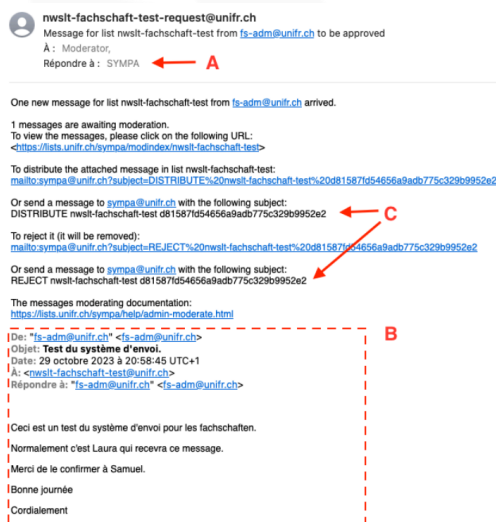 nwslt-fachschaft-test-request@unifr.ch
Message for list nwslt-fachschaft-test from fs-adm@unifr.ch to be approved
À : Moderator,
Répondre à : SYMPA
A
One new message for list nwslt-fachschaft-test from fs-adm@unifr.ch arrived.
1 messages are awaiting moderation.
To view the messages, please click on the following URL:
<https://lists.unifr.ch/sympa/modindex/nwslt-fachschaft-test>
To distribute the attached message in list nwslt-fachschaft-test:
mailto:sympa@unifr.ch?subject=DISTRIBUTE%20nwslt-fachschaft-test%20d81587fd54656a9adb775c329b9952e2
Or send a message to sympa@unifr.ch with the following subject:
DISTRIBUTE nwslt-fachschaft-test d81587fd54656a9adb775c329b9952e2
C
To reject it (it will be removed):
mailto:sympa@unifr.ch?subject=REJECT%20nwslt-fachschaft-test%20d81587fd54656a9adb775c329b9952e2
Or send a message to sympa@unifr.ch with the following subject:
REJECT nwslt-fachschaft-test d81587fd54656a9adb775c329b9952e2
The messages moderating documentation:
https://lists.unifr.ch/sympa/help/admin-moderate.html
B
De: "fs-adm@unifr.ch" <fs-adm@unifr.ch>
Objet: Test du système d'envoi.
Date: 29 octobre 2023 à 20:58:45 UTC+1
À: <nwslt-fachschaft-test@unifr.ch>
Répondre à: "fs-adm@unifr.ch" <fs-adm@unifr.ch>
Ceci est un test du système d'envoi pour les fachschaften.
Normalement c'est Laura qui recevra ce message.
Merci de le confirmer à Samuel.
Bonne journée
Cordialement